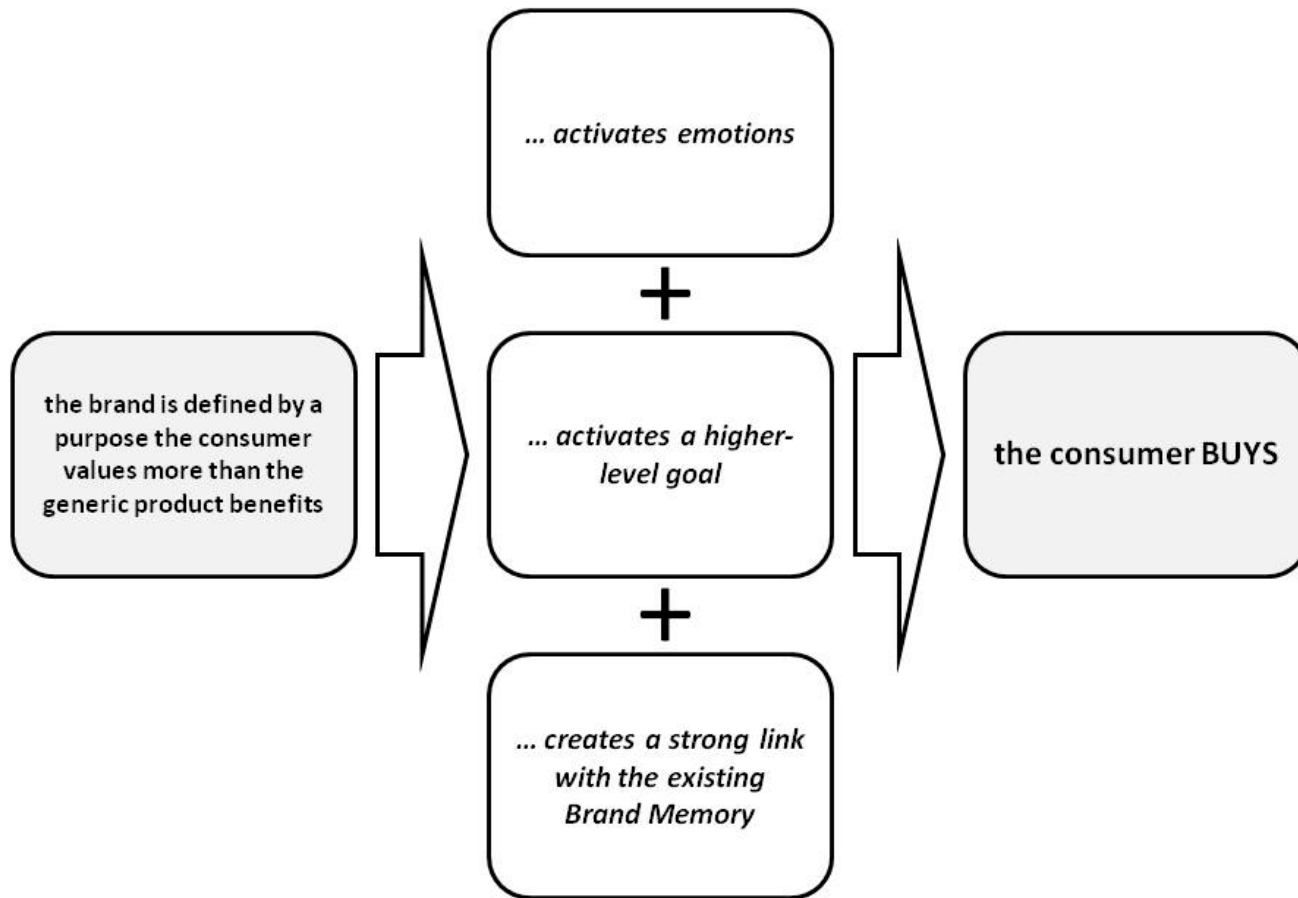 ... activates emotions
+
the brand is defined by a
purpose the consumer
values more than the
generic product benefits
... activates a higher-
level goal
the consumer BUYS
+
... creates a strong link
with the existing
Brand Memory